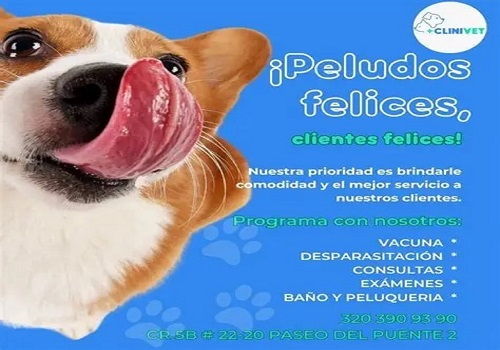 +CLINIVET
¡Peludos
felices,
clientes felices!
Nuestra prioridad es brindarle
comodidad y el mejor servicio a
nuestros clientes.
Programa con nosotros:
VACUNA *
DESPARASITACIÓN *
CONSULTAS *
EXÁMENES *
BAÑO Y PELUQUERIA *
320 390 93 90
CR.5B # 22-20 PASEO DEL PUENTE 2